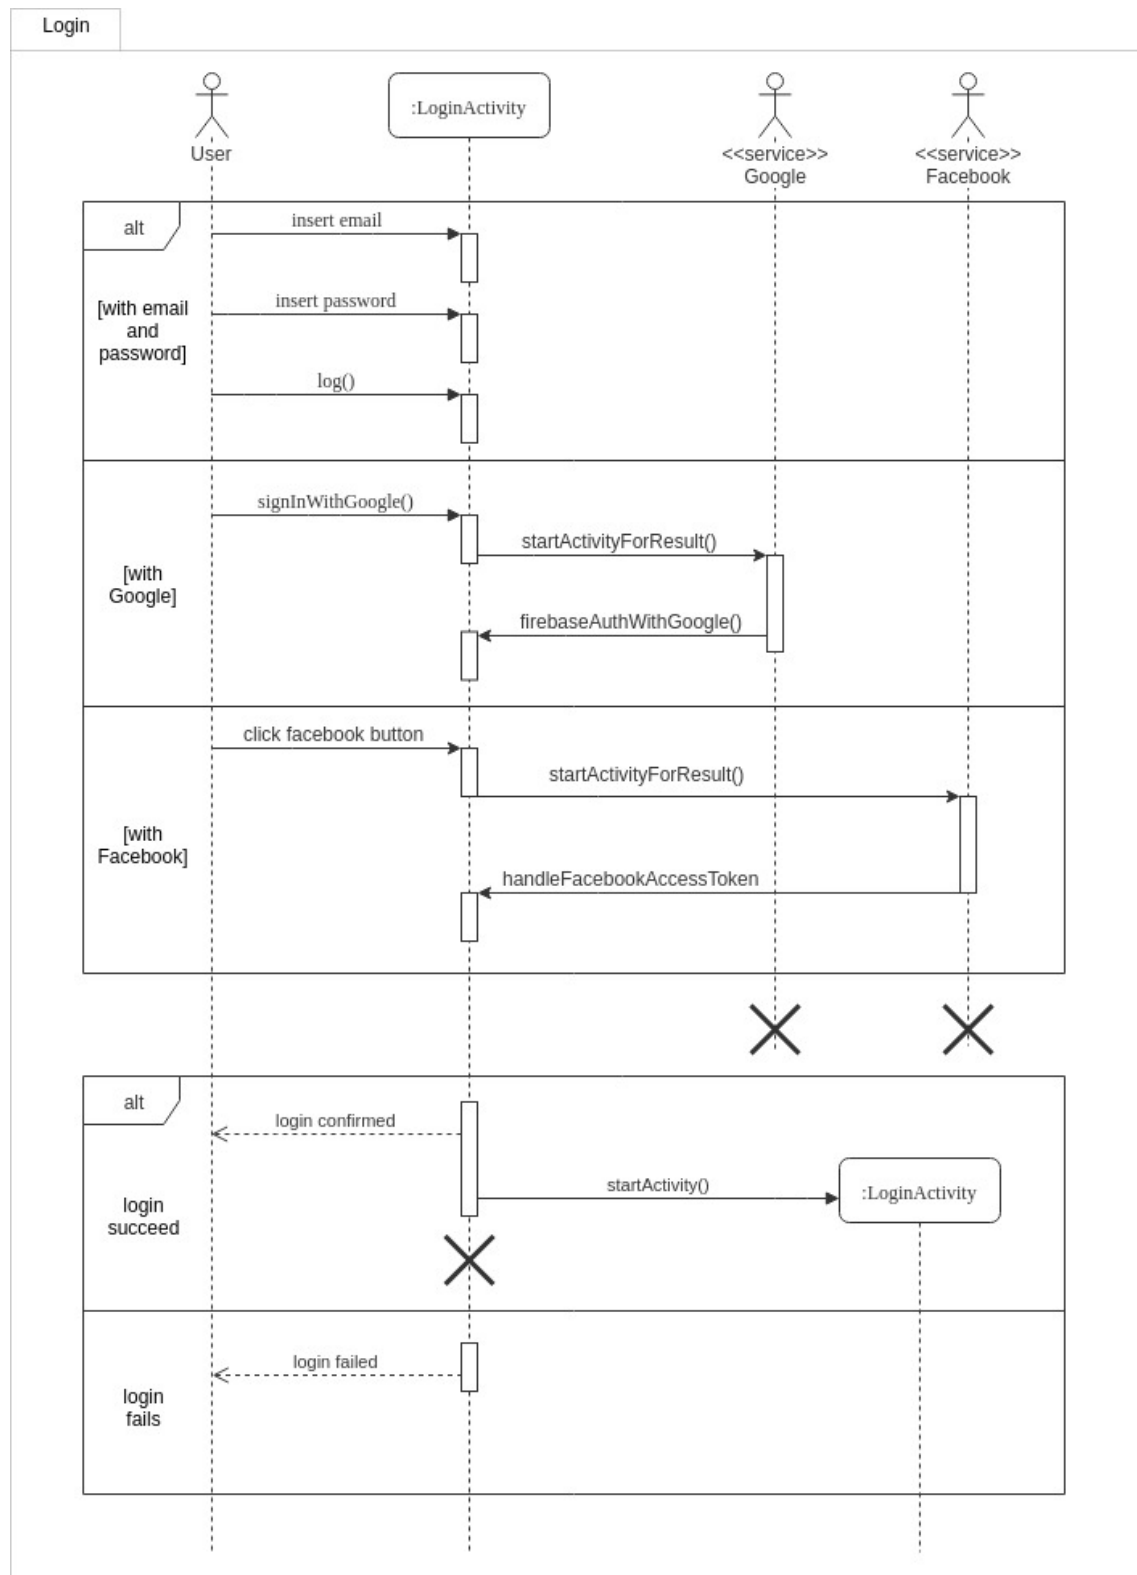 Login
:LoginActivity
User
<<service>>
Google
<<service>>
Facebook
alt
insert email
[with email
and
password]
insert password
log()
signInWithGoogle()
startActivityForResult()
[with
Google]
firebaseAuthWithGoogle()
click facebook button
startActivityForResult()
[with
Facebook]
handleFacebookAccessToken
alt
login confirmed
startActivity()
:LoginActivity
login
succeed
login failed
login
fails